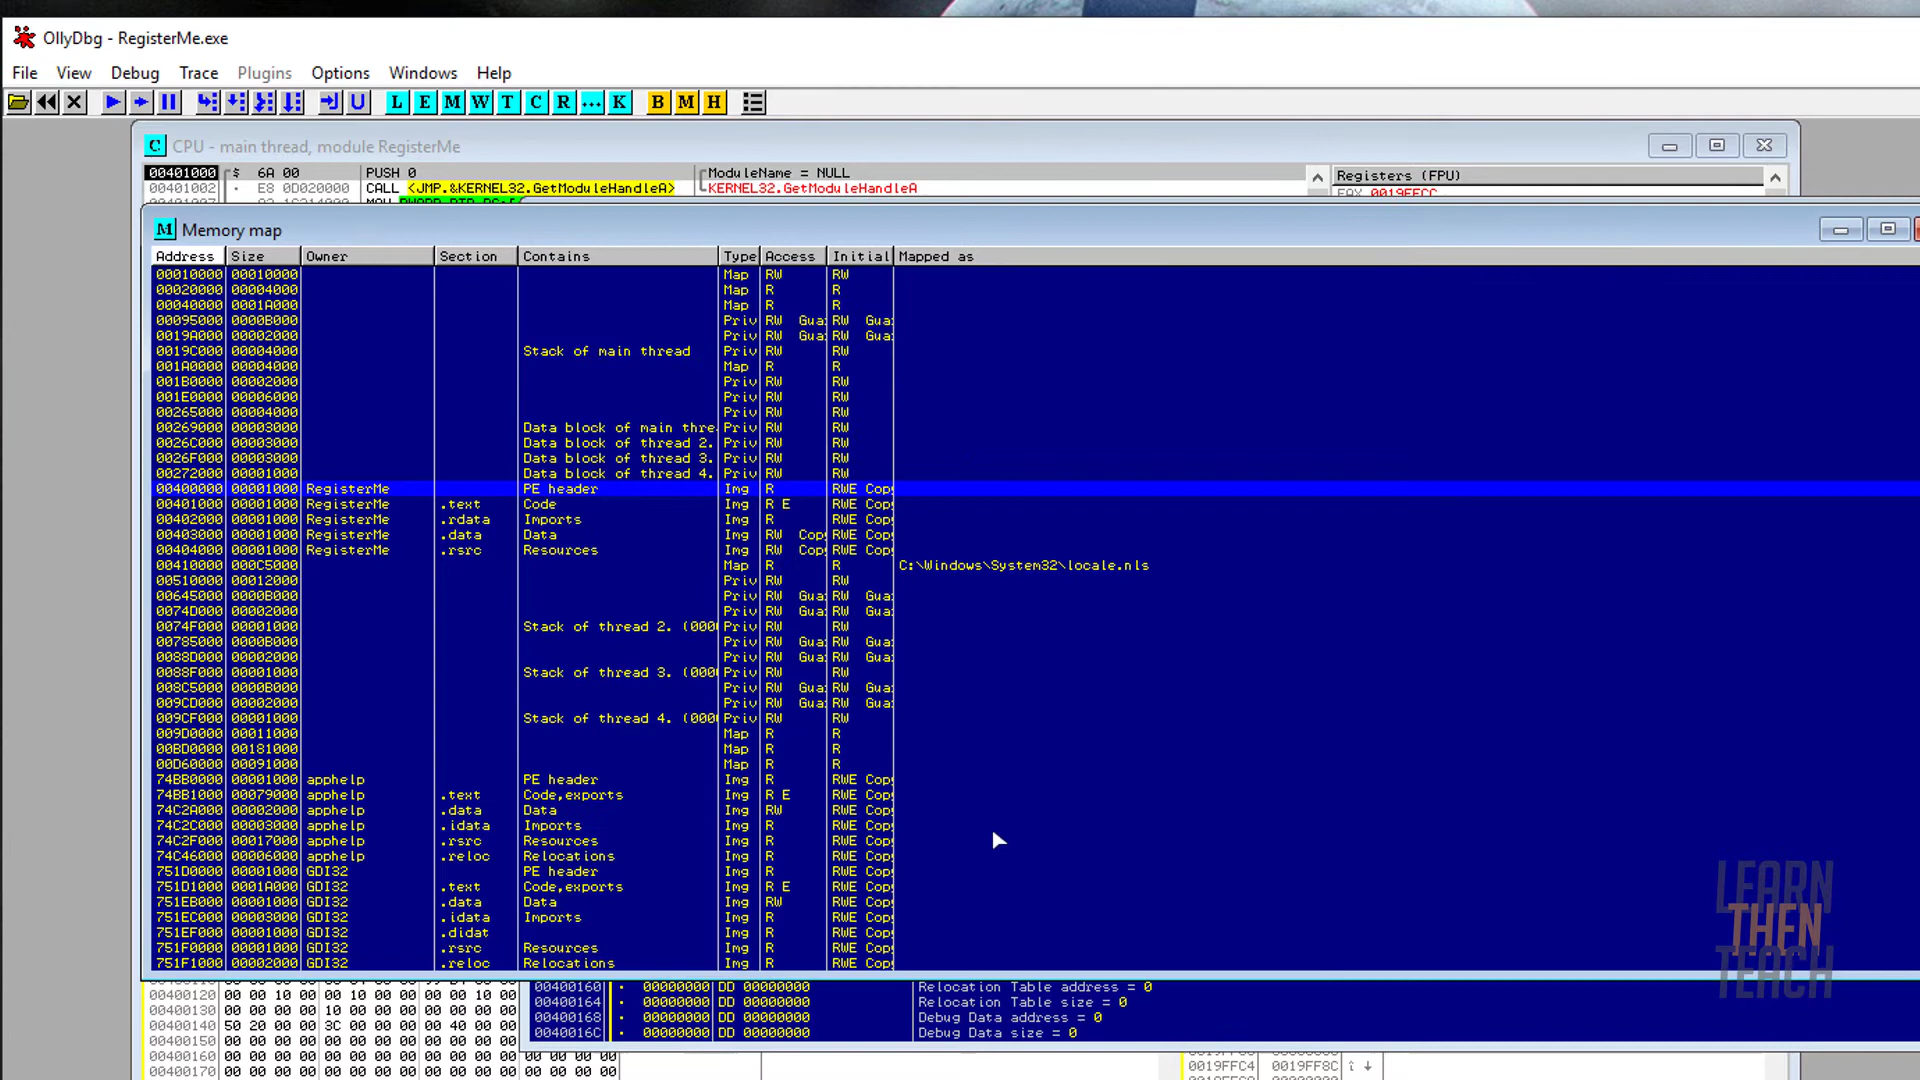 OllyDbg - RegisterMe.exe
File View Debug Trace Plugins Options Windows Help
L E M W T C R ... K B M H
C CPU - main thread, module RegisterMe
00401000 $ 6A 00 PUSH 0 ModuleName = NULL Registers (FPU)
00401002 · E8 0D020000 CALL <JMP.&KERNEL32.GetModuleHandleA> KERNEL32.GetModuleHandleA
M Memory map
Address Size Owner Section Contains Type Access Initial Mapped as
00010000 00010000 Map RW RW
00020000 00004000 Map R R
00040000 0001A000 Map R R
00095000 0000B000 Priv RW Gua RW Gua
0019A000 00002000 Priv RW Gua RW Gua
0019C000 00004000 Stack of main thread Priv RW RW
001A0000 00004000 Map R R
001B0000 00002000 Priv RW RW
001E0000 00006000 Priv RW RW
00265000 00004000 Priv RW RW
00269000 00003000 Data block of main thre Priv RW RW
0026C000 00003000 Data block of thread 2. Priv RW RW
0026F000 00003000 Data block of thread 3. Priv RW RW
00272000 00001000 Data block of thread 4. Priv RW RW
00400000 00001000 RegisterMe PE header Img R RWE Cop
00401000 00001000 RegisterMe .text Code Img R E RWE Cop
00402000 00001000 RegisterMe .rdata Imports Img R RWE Cop
00403000 00001000 RegisterMe .data Data Img RW Cop RWE Cop
00404000 00001000 RegisterMe .rsrc Resources Img RW Cop RWE Cop
00410000 000C5000 Map R R C:\Windows\System32\locale.nls
00510000 00012000 Priv RW RW
00645000 0000B000 Priv RW Gua RW Gua
0074D000 00002000 Priv RW Gua RW Gua
0074F000 00001000 Stack of thread 2. (000 Priv RW RW
00785000 0000B000 Priv RW Gua RW Gua
0088D000 00002000 Priv RW Gua RW Gua
0088F000 00001000 Stack of thread 3. (000 Priv RW RW
008C5000 0000B000 Priv RW Gua RW Gua
009CD000 00002000 Priv RW Gua RW Gua
009CF000 00001000 Stack of thread 4. (000 Priv RW RW
009D0000 00011000 Map R R
00BD0000 00181000 Map R R
00D60000 00091000 Map R R
74BB0000 00001000 apphelp PE header Img R RWE Cop
74BB1000 00079000 apphelp .text Code,exports Img R E RWE Cop
74C2A000 00002000 apphelp .data Data Img RW RWE Cop
74C2C000 00003000 apphelp .idata Imports Img R RWE Cop
74C2F000 00017000 apphelp .rsrc Resources Img R RWE Cop
74C46000 00006000 apphelp .reloc Relocations Img R RWE Cop
751D0000 00001000 GDI32 PE header Img R RWE Cop
751D1000 0001A000 GDI32 .text Code,exports Img R E RWE Cop
751EB000 00001000 GDI32 .data Data Img RW RWE Cop
751EC000 00003000 GDI32 .idata Imports Img R RWE Cop
751EF000 00001000 GDI32 .didat Img R RWE Cop
751F0000 00001000 GDI32 .rsrc Resources Img R RWE Cop
751F1000 00002000 GDI32 .reloc Relocations Img R RWE Cop
LEARN
THEN
TEACH
00400160 · 00000000 DD 00000000 Relocation Table address = 0
00400164 · 00000000 DD 00000000 Relocation Table size = 0
00400168 · 00000000 DD 00000000 Debug Data address = 0
0040016C · 00000000 DD 00000000 Debug Data size = 0
00400120 00 00 10 00 00 10 00 00 00 00 10 00
00400130 00 00 00 00 10 00 00 00 00 00 00 00
00400140 50 20 00 00 3C 00 00 00 00 40 00 00
00400150 00 00 00 00 00 00 00 00 00 00 00 00
00400160 00 00 00 00 00 00 00 00 00 00 00 00 00 00 00 00
00400170 00 00 00 00 00 00 00 00 00 00 00 00 00 00 00 00
0019FFC4 0019FF8C